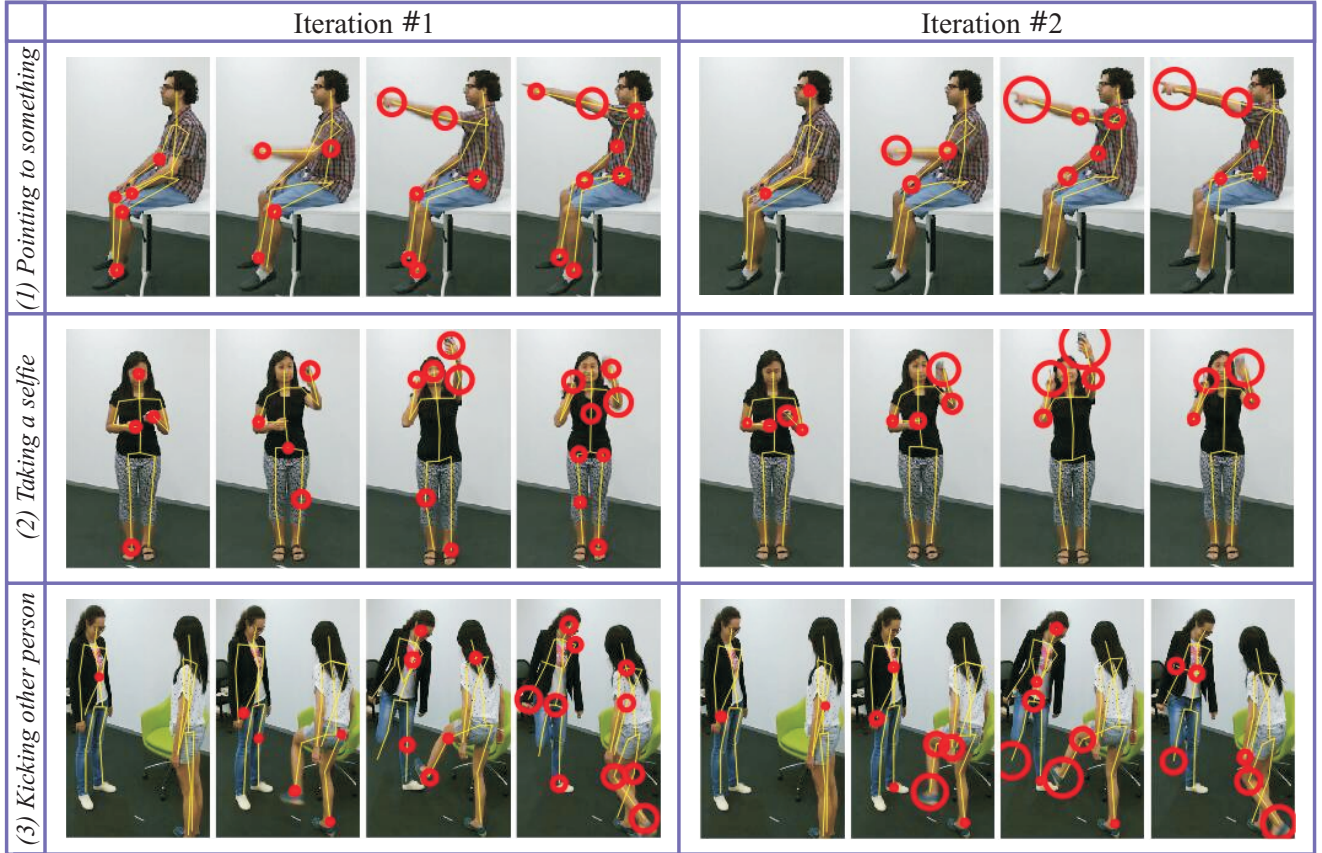 Iteration #1
Iteration #2
(1) Pointing to something
(2) Taking a selfie
(3) Kicking other person